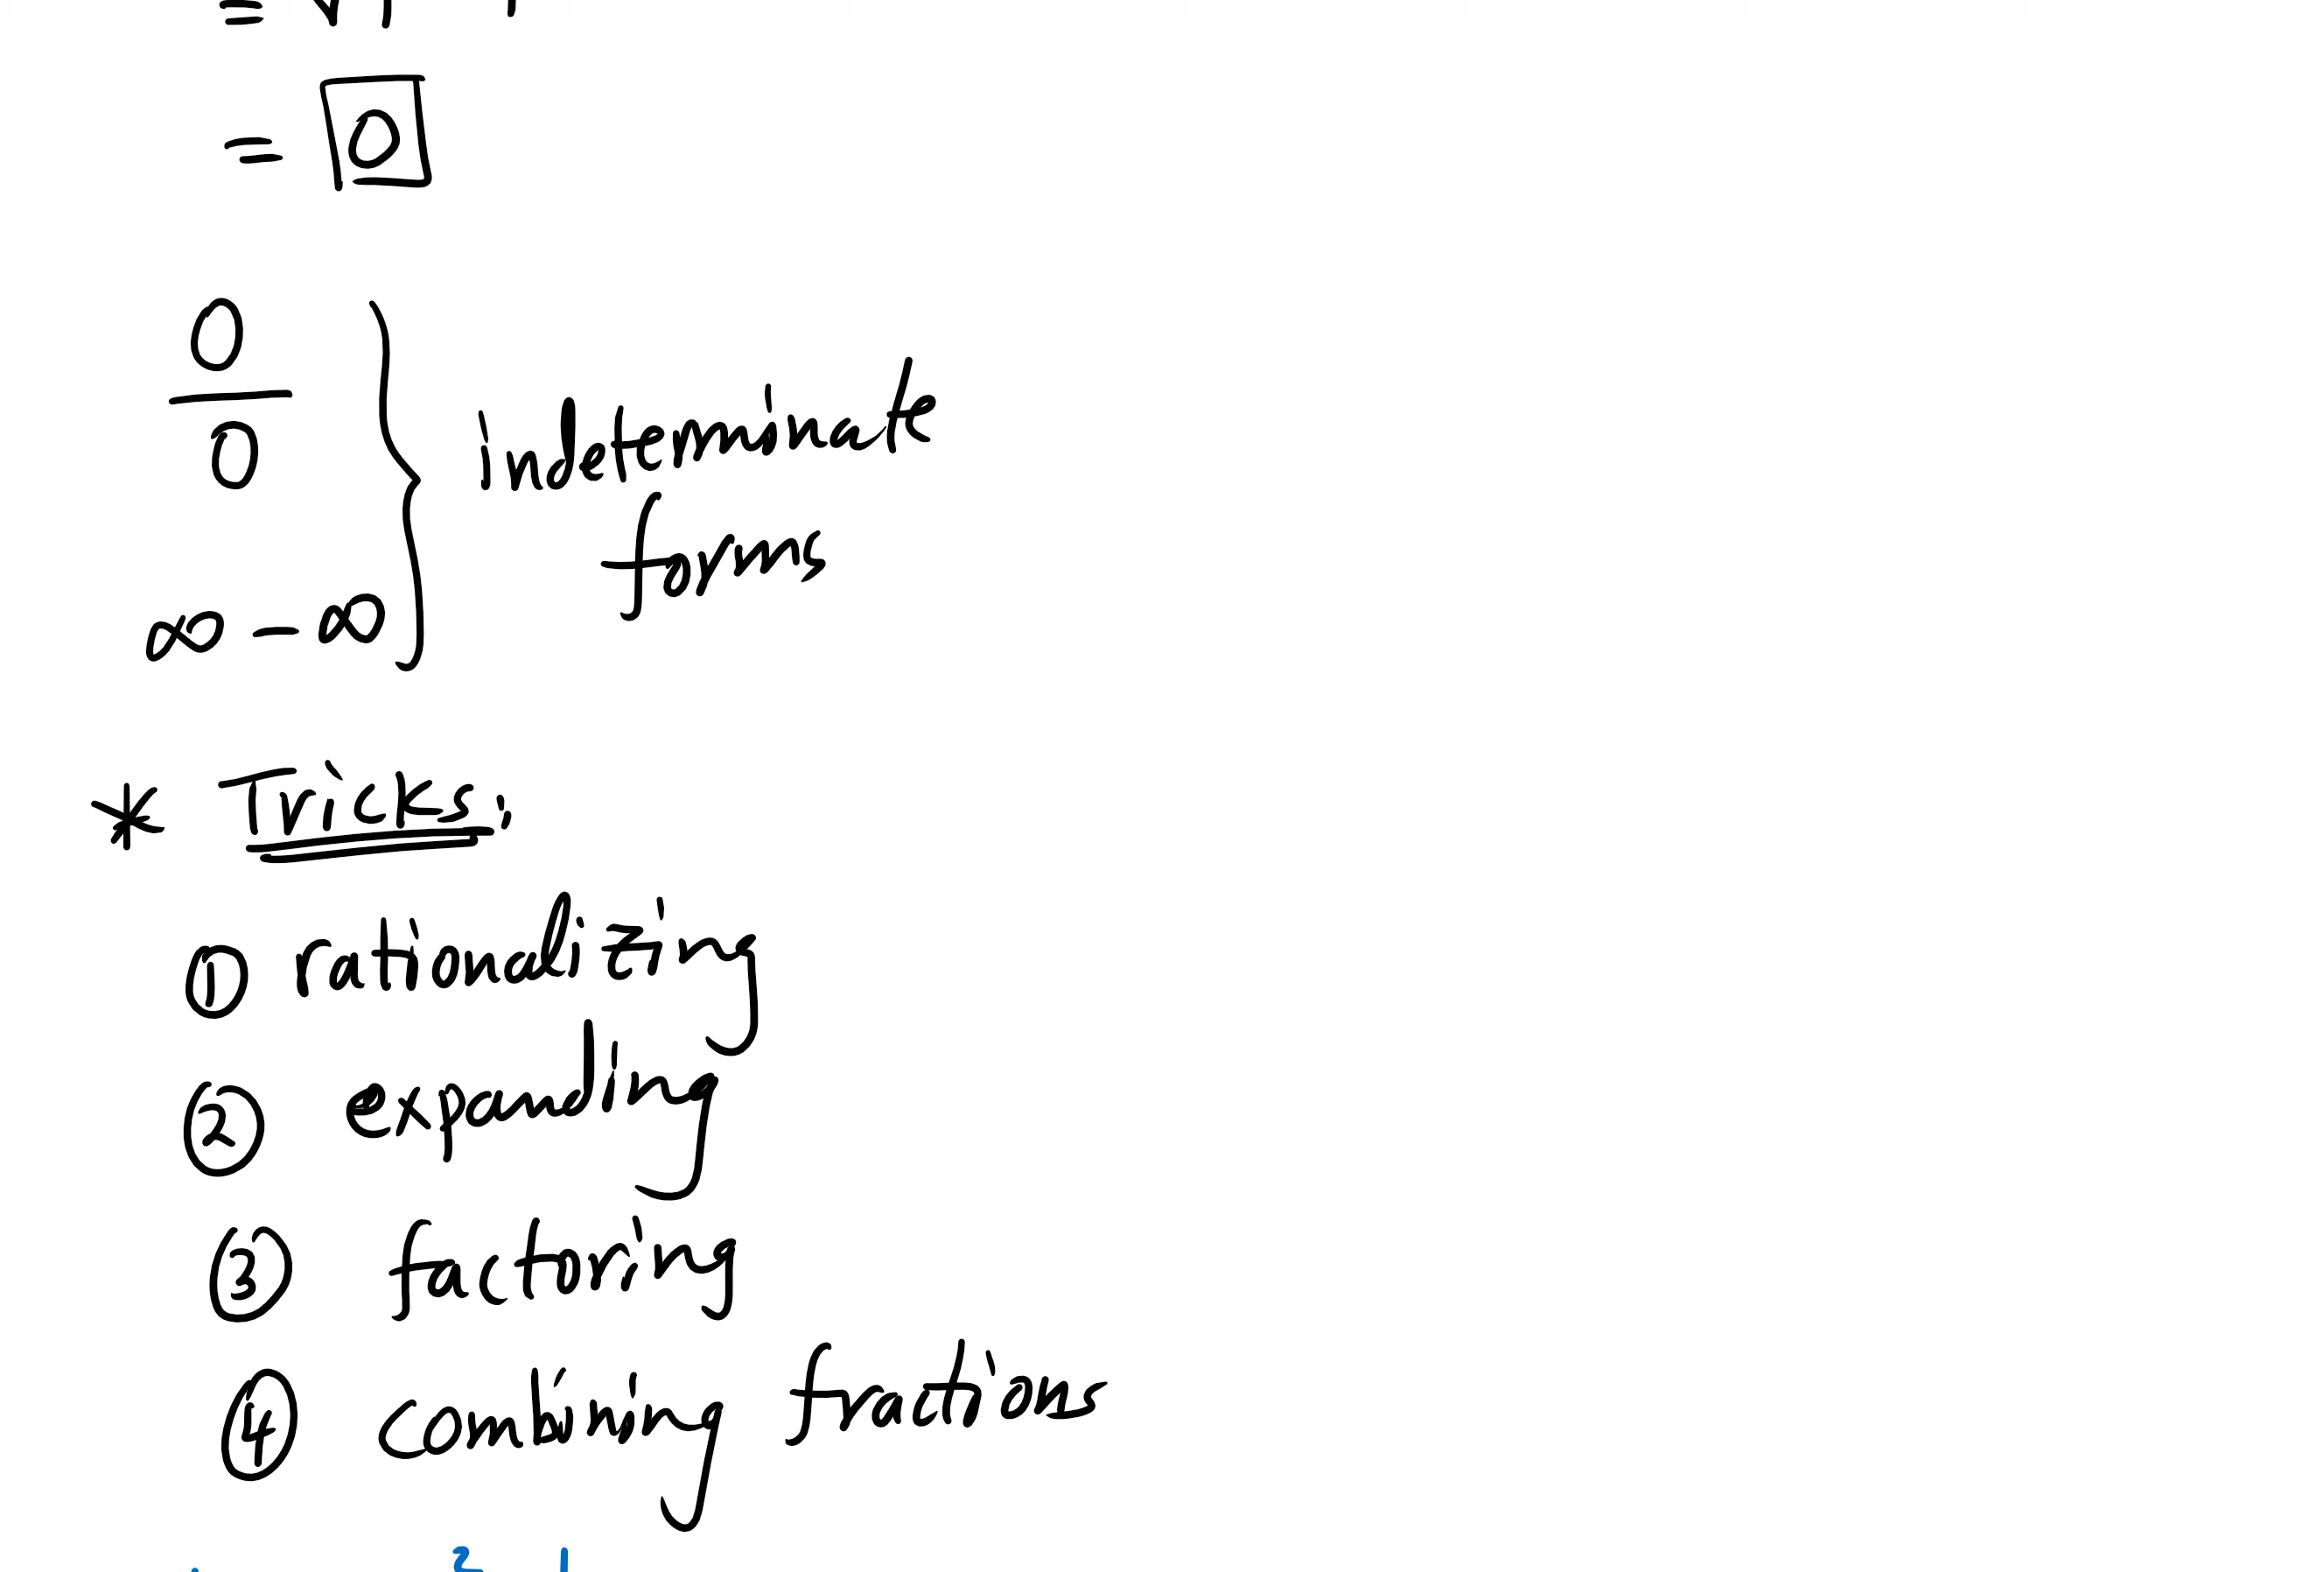 =
= 0
0
0
indeterminate
forms
∞ - ∞
* Tricks:
① rationalizing
② expanding
③ factoring
④ combining fractions